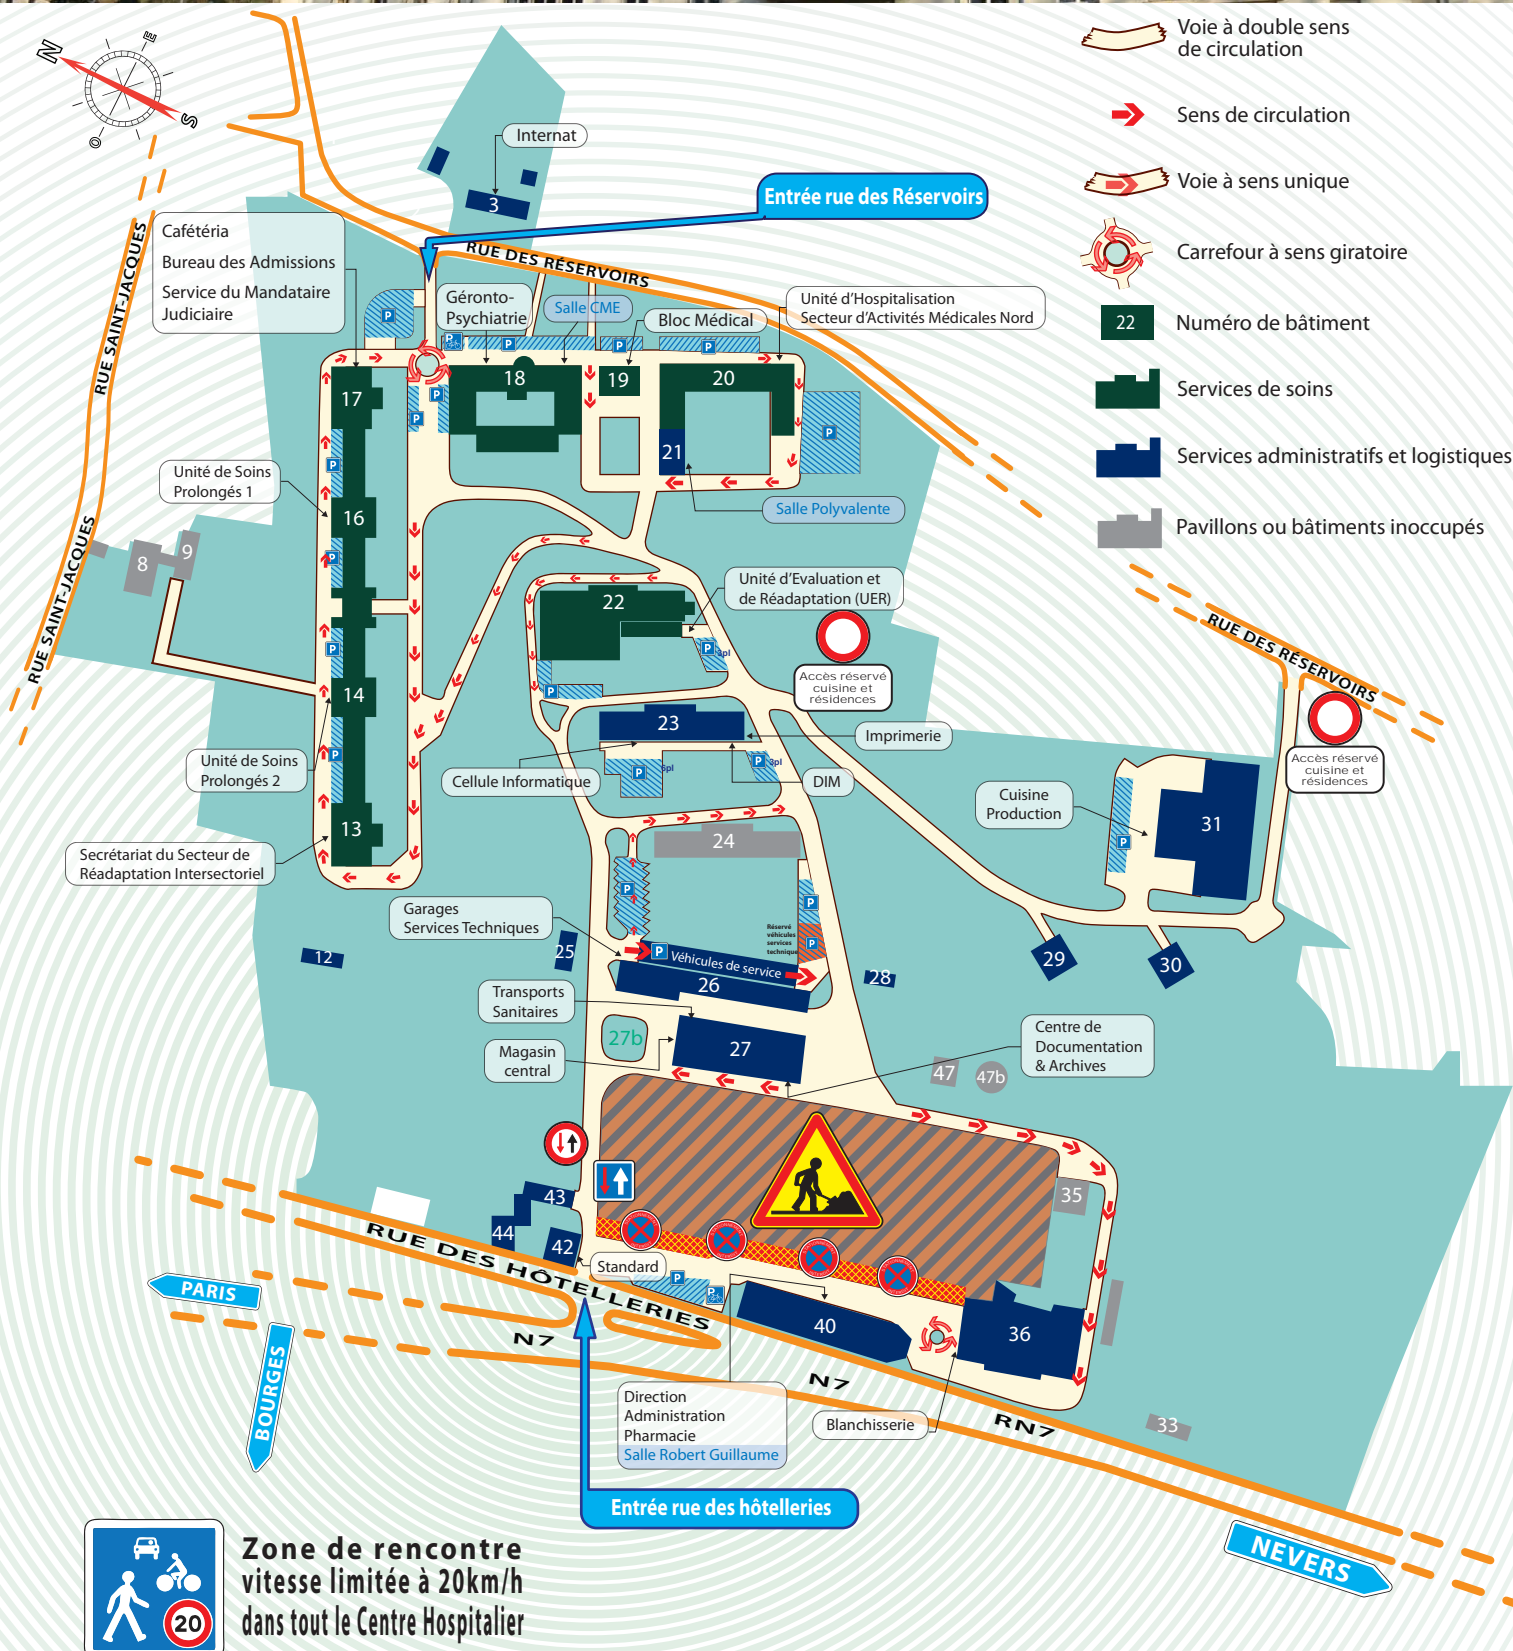 Voie à double sens
de circulation
Sens de circulation
Voie à sens unique
Carrefour à sens giratoire
22
Numéro de bâtiment
Services de soins
Services administratifs et logistiques
Pavillons ou bâtiments inoccupés
N
E
S
O
Internat
3
Entrée rue des Réservoirs
RUE DES RÉSERVOIRS
RUE SAINT-JACQUES
RUE SAINT-JACQUES
Cafétéria
Bureau des Admissions
Service du Mandataire
Judiciaire
P
Géronto-
Psychiatrie
Salle CME
Bloc Médical
Unité d'Hospitalisation
Secteur d'Activités Médicales Nord
P
P
P
P
17
P
P
18
19
20
P
21
Salle Polyvalente
Unité de Soins
Prolongés 1
P
16
P
8
9
22
Unité d'Evaluation et
de Réadaptation (UER)
P
P
P
Accès réservé
cuisine et
résidences
RUE DES RÉSERVOIRS
Accès réservé
cuisine et
résidences
14
Unité de Soins
Prolongés 2
P
13
Secrétariat du Secteur de
Réadaptation Intersectoriel
23
Imprimerie
Cellule Informatique
P
P
3pl
DIM
Cuisine
Production
P
31
24
P
P
P
Réservé
véhicules
services
technique
Garages
Services Techniques
12
25
P
Véhicules de service
26
28
29
30
Transports
Sanitaires
27b
27
Magasin
central
Centre de
Documentation
& Archives
47
47b
35
43
44
42
Standard
RUE DES HÔTELLERIES
P
P
PARIS
BOURGES
N7
40
36
N7
RN7
33
Direction
Administration
Pharmacie
Salle Robert Guillaume
Blanchisserie
Entrée rue des hôtelleries
NEVERS
20
Zone de rencontre
vitesse limitée à 20km/h
dans tout le Centre Hospitalier